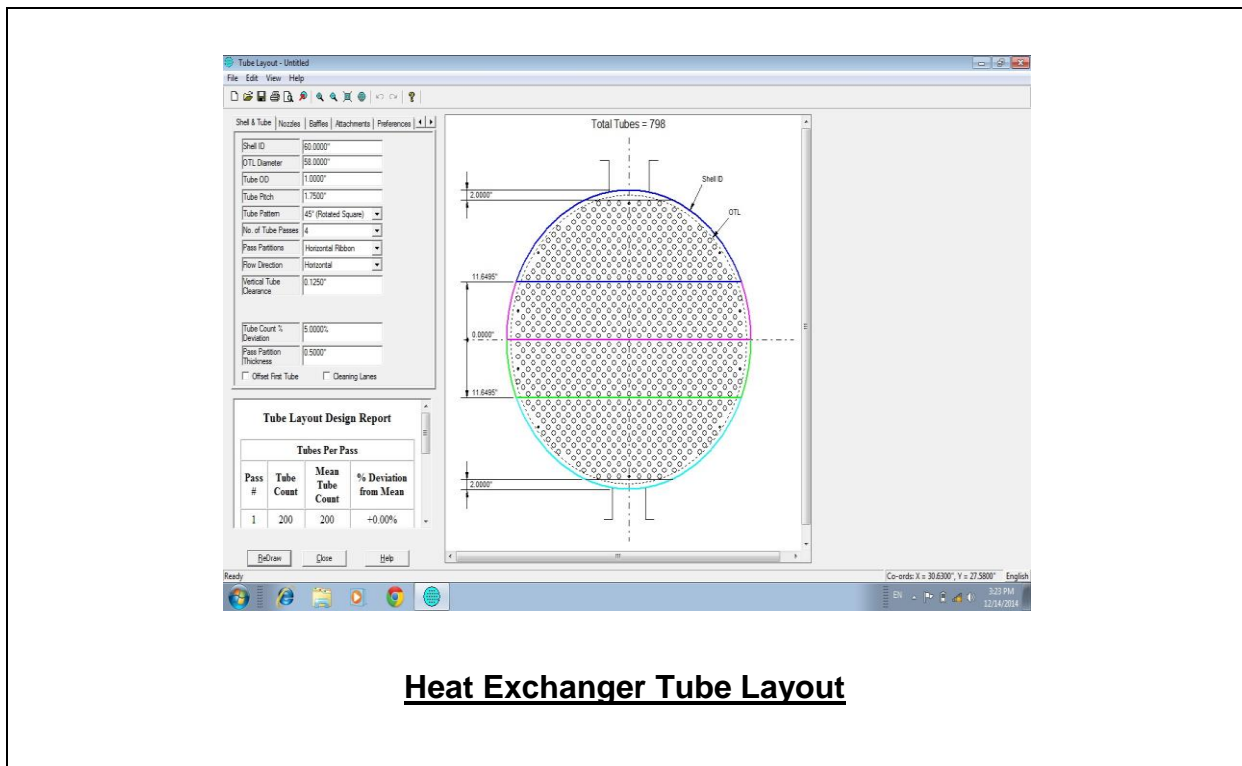 Tube Layout - Untitled
File Edit View Help
Shell & Tube Nozzles Baffles Attachments Preferences
Shell ID 60.0000"
OTL Diameter 58.0000"
Tube OD 1.0000"
Tube Pitch 1.7500"
Tube Pattern 45° (Rotated Square)
No. of Tube Passes 4
Pass Partitions Horizontal Ribbon
Flow Direction Horizontal
Vertical Tube 0.1250"
Clearance
Tube Count % 5.0000%
Deviation
Pass Partition 0.5000"
Thickness
Offset First Tube Cleaning Lanes
Tube Layout Design Report
Tubes Per Pass
Pass # Tube Count Mean Tube Count % Deviation from Mean
1 200 200 +0.00%
ReDraw Close Help
Total Tubes = 798
Shell ID
2.0000"
OTL
11.6495"
0.0000"
11.6495"
2.0000"
Ready Co-ords: X = 30.6300", Y = 27.5800" English
EN 3:23 PM
12/14/2014
Heat Exchanger Tube Layout